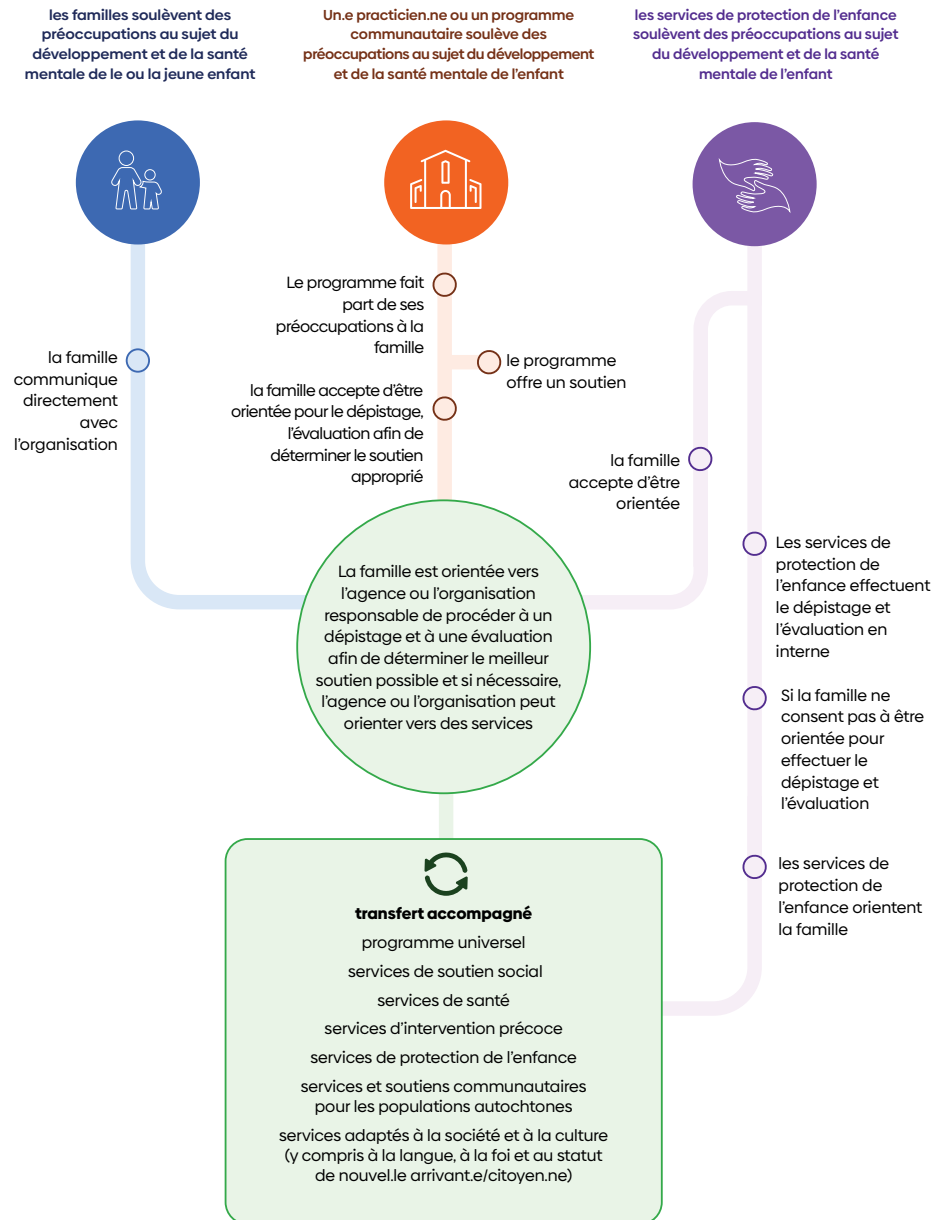 les familles soulèvent des
préoccupations au sujet du
développement et de la santé
mentale de le ou la jeune enfant
Un.e practicien.ne ou un programme
communautaire soulève des
préoccupations au sujet du développement
et de la santé mentale de l'enfant
les services de protection de l'enfance
soulèvent des préoccupations au sujet
du développement et de la santé
mentale de l'enfant
la famille
communique
directement
avec
l'organisation
Le programme fait
part de ses
préoccupations à la
famille
le programme
offre un soutien
la famille accepte d'être
orientée pour le dépistage,
l'évaluation afin de
déterminer le soutien
approprié
la famille
accepte d'être
orientée
Les services de
protection de
l'enfance effectuent
le dépistage et
l'évaluation en
interne
Si la famille ne
consent pas à être
orientée pour
effectuer le
dépistage et
l'évaluation
les services de
protection de
l'enfance orientent
la famille
La famille est orientée vers
l'agence ou l'organisation
responsable de procéder à un
dépistage et à une évaluation
afin de déterminer le meilleur
soutien possible et si nécessaire,
l'agence ou l'organisation peut
orienter vers des services
transfert accompagné
programme universel
services de soutien social
services de santé
services d'intervention précoce
services de protection de l'enfance
services et soutiens communautaires
pour les populations autochtones
services adaptés à la société et à la culture
(y compris à la langue, à la foi et au statut
de nouvel.le arrivant.e/citoyen.ne)